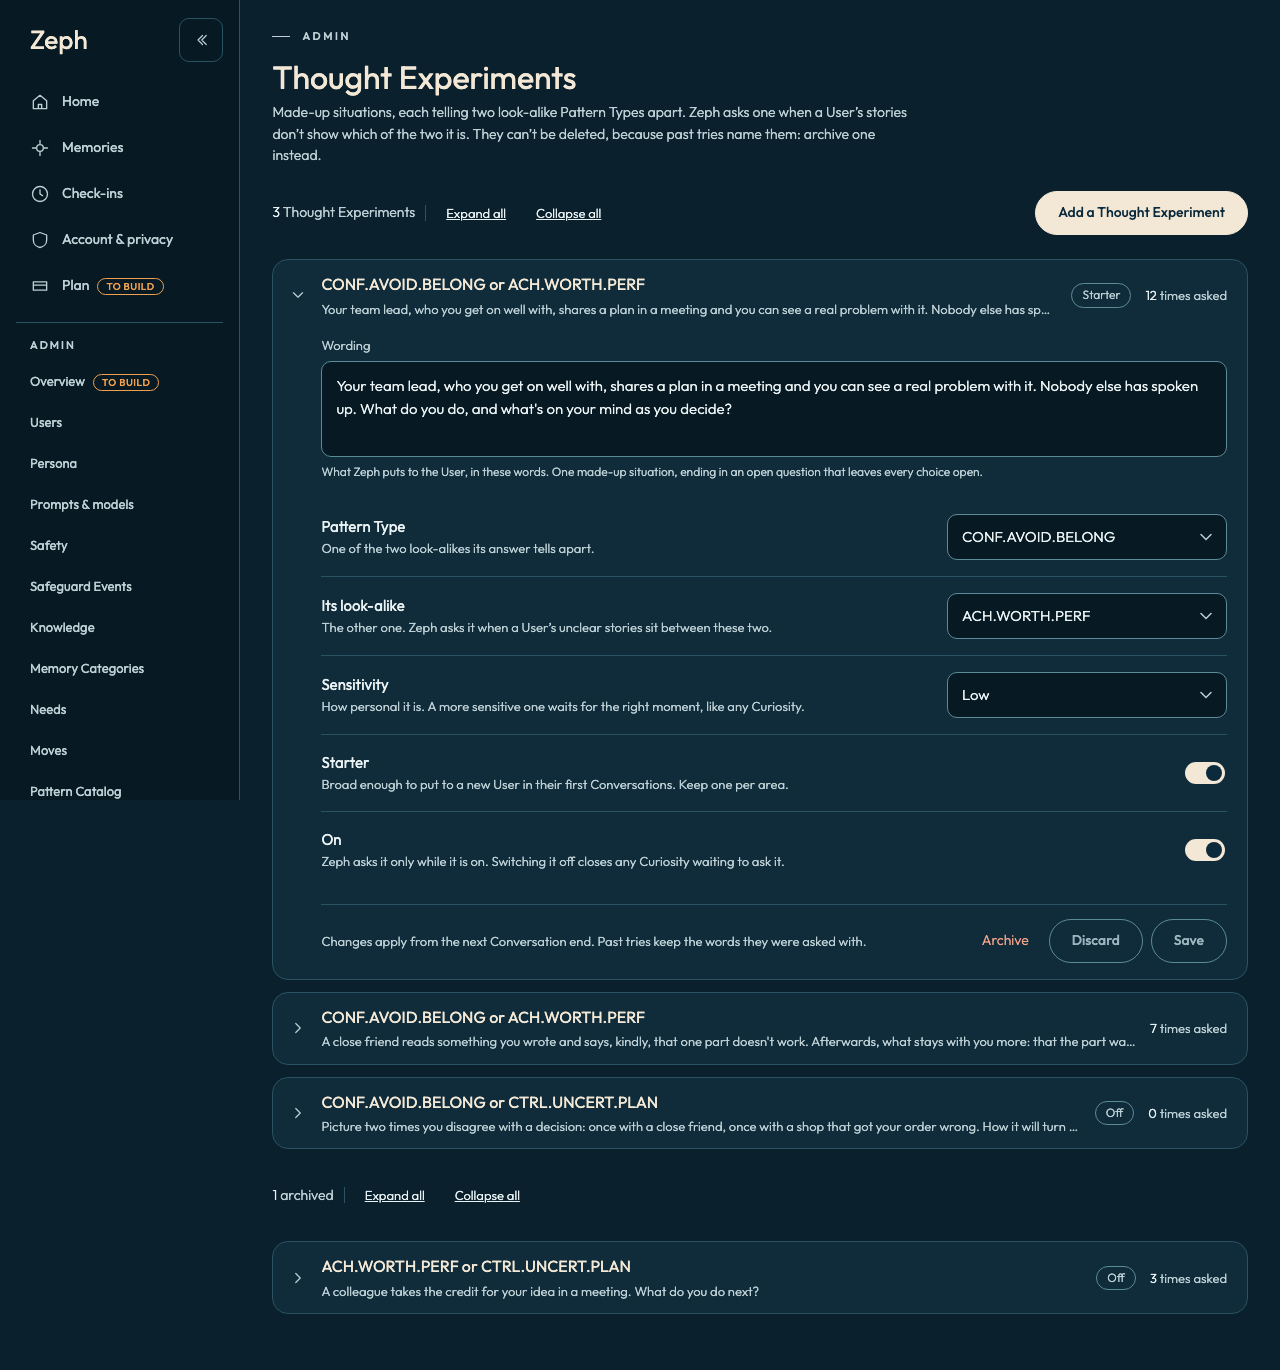 Zeph
Home
Memories
Check-ins
Account & privacy
Plan TO BUILD
ADMIN
Overview TO BUILD
Users
Persona
Prompts & models
Safety
Safeguard Events
Knowledge
Memory Categories
Needs
Moves
Pattern Catalog
ADMIN
Thought Experiments
Made-up situations, each telling two look-alike Pattern Types apart. Zeph asks one when a User’s stories
don’t show which of the two it is. They can’t be deleted, because past tries name them: archive one
instead.
3 Thought Experiments Expand all Collapse all
Add a Thought Experiment
CONF.AVOID.BELONG or ACH.WORTH.PERF
Your team lead, who you get on well with, shares a plan in a meeting and you can see a real problem with it. Nobody else has sp...
Starter 12 times asked
Wording
Your team lead, who you get on well with, shares a plan in a meeting and you can see a real problem with it. Nobody else has spoken
up. What do you do, and what's on your mind as you decide?
What Zeph puts to the User, in these words. One made-up situation, ending in an open question that leaves every choice open.
Pattern Type
One of the two look-alikes its answer tells apart.
CONF.AVOID.BELONG
Its look-alike
The other one. Zeph asks it when a User’s unclear stories sit between these two.
ACH.WORTH.PERF
Sensitivity
How personal it is. A more sensitive one waits for the right moment, like any Curiosity.
Low
Starter
Broad enough to put to a new User in their first Conversations. Keep one per area.
On
Zeph asks it only while it is on. Switching it off closes any Curiosity waiting to ask it.
Changes apply from the next Conversation end. Past tries keep the words they were asked with.
Archive Discard Save
CONF.AVOID.BELONG or ACH.WORTH.PERF
A close friend reads something you wrote and says, kindly, that one part doesn't work. Afterwards, what stays with you more: that the part wa...
7 times asked
CONF.AVOID.BELONG or CTRL.UNCERT.PLAN
Picture two times you disagree with a decision: once with a close friend, once with a shop that got your order wrong. How it will turn ...
Off 0 times asked
1 archived Expand all Collapse all
ACH.WORTH.PERF or CTRL.UNCERT.PLAN
A colleague takes the credit for your idea in a meeting. What do you do next?
Off 3 times asked